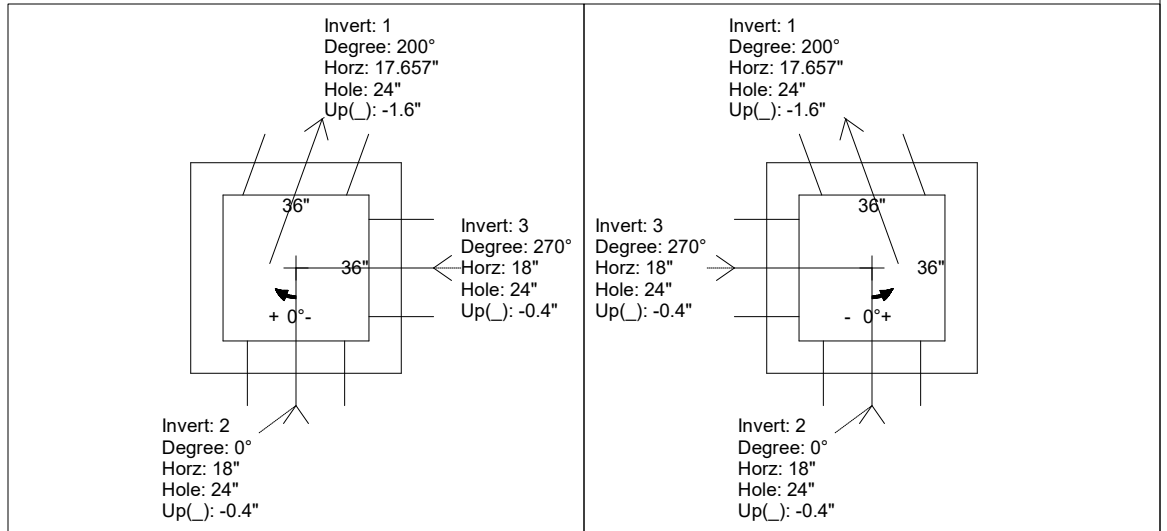 Invert: 1
Degree: 200°
Horz: 17.657"
Hole: 24"
Up(_): -1.6"
36"
36"
Invert: 3
Degree: 270°
Horz: 18"
Hole: 24"
Up(_): -0.4"
+ 0°-
Invert: 2
Degree: 0°
Horz: 18"
Hole: 24"
Up(_): -0.4"
Invert: 1
Degree: 200°
Horz: 17.657"
Hole: 24"
Up(_): -1.6"
36"
Invert: 3
Degree: 270°
Horz: 18"
Hole: 24"
Up(_): -0.4"
36"
- 0°+
Invert: 2
Degree: 0°
Horz: 18"
Hole: 24"
Up(_): -0.4"